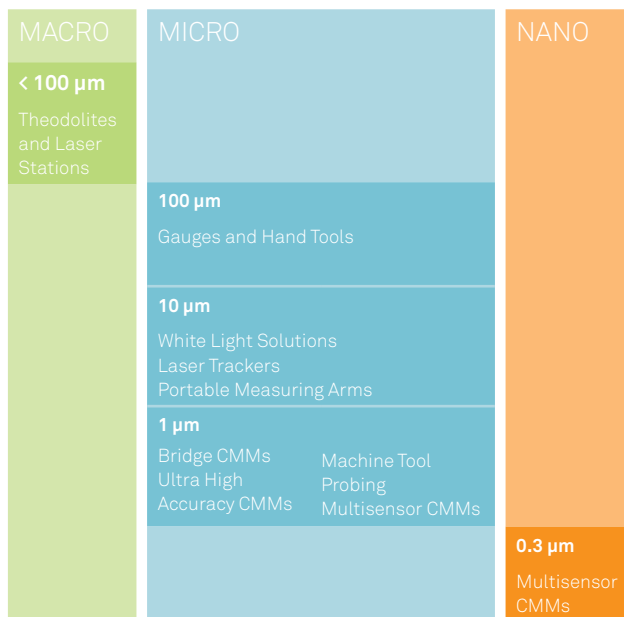 MACRO
< 100 µm
Theodolites
and Laser
Stations
MICRO
100 µm
Gauges and Hand Tools
10 µm
White Light Solutions
Laser Trackers
Portable Measuring Arms
1 µm
Bridge CMMs
Ultra High
Accuracy CMMs
Machine Tool
Probing
Multisensor CMMs
NANO
0.3 µm
Multisensor
CMMs